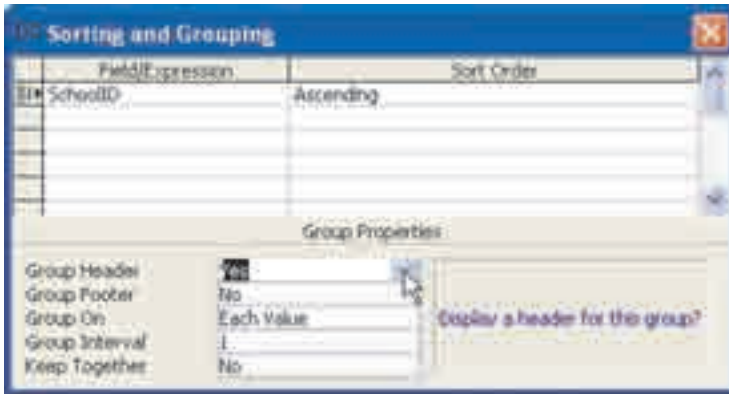 Sorting and Grouping
Field/Expression Sort Order
SchoolID Ascending
Group Properties
Group Header Yes
Group Footer No
Group On Each Value
Group Interval 1
Keep Together No
Display a header for this group?